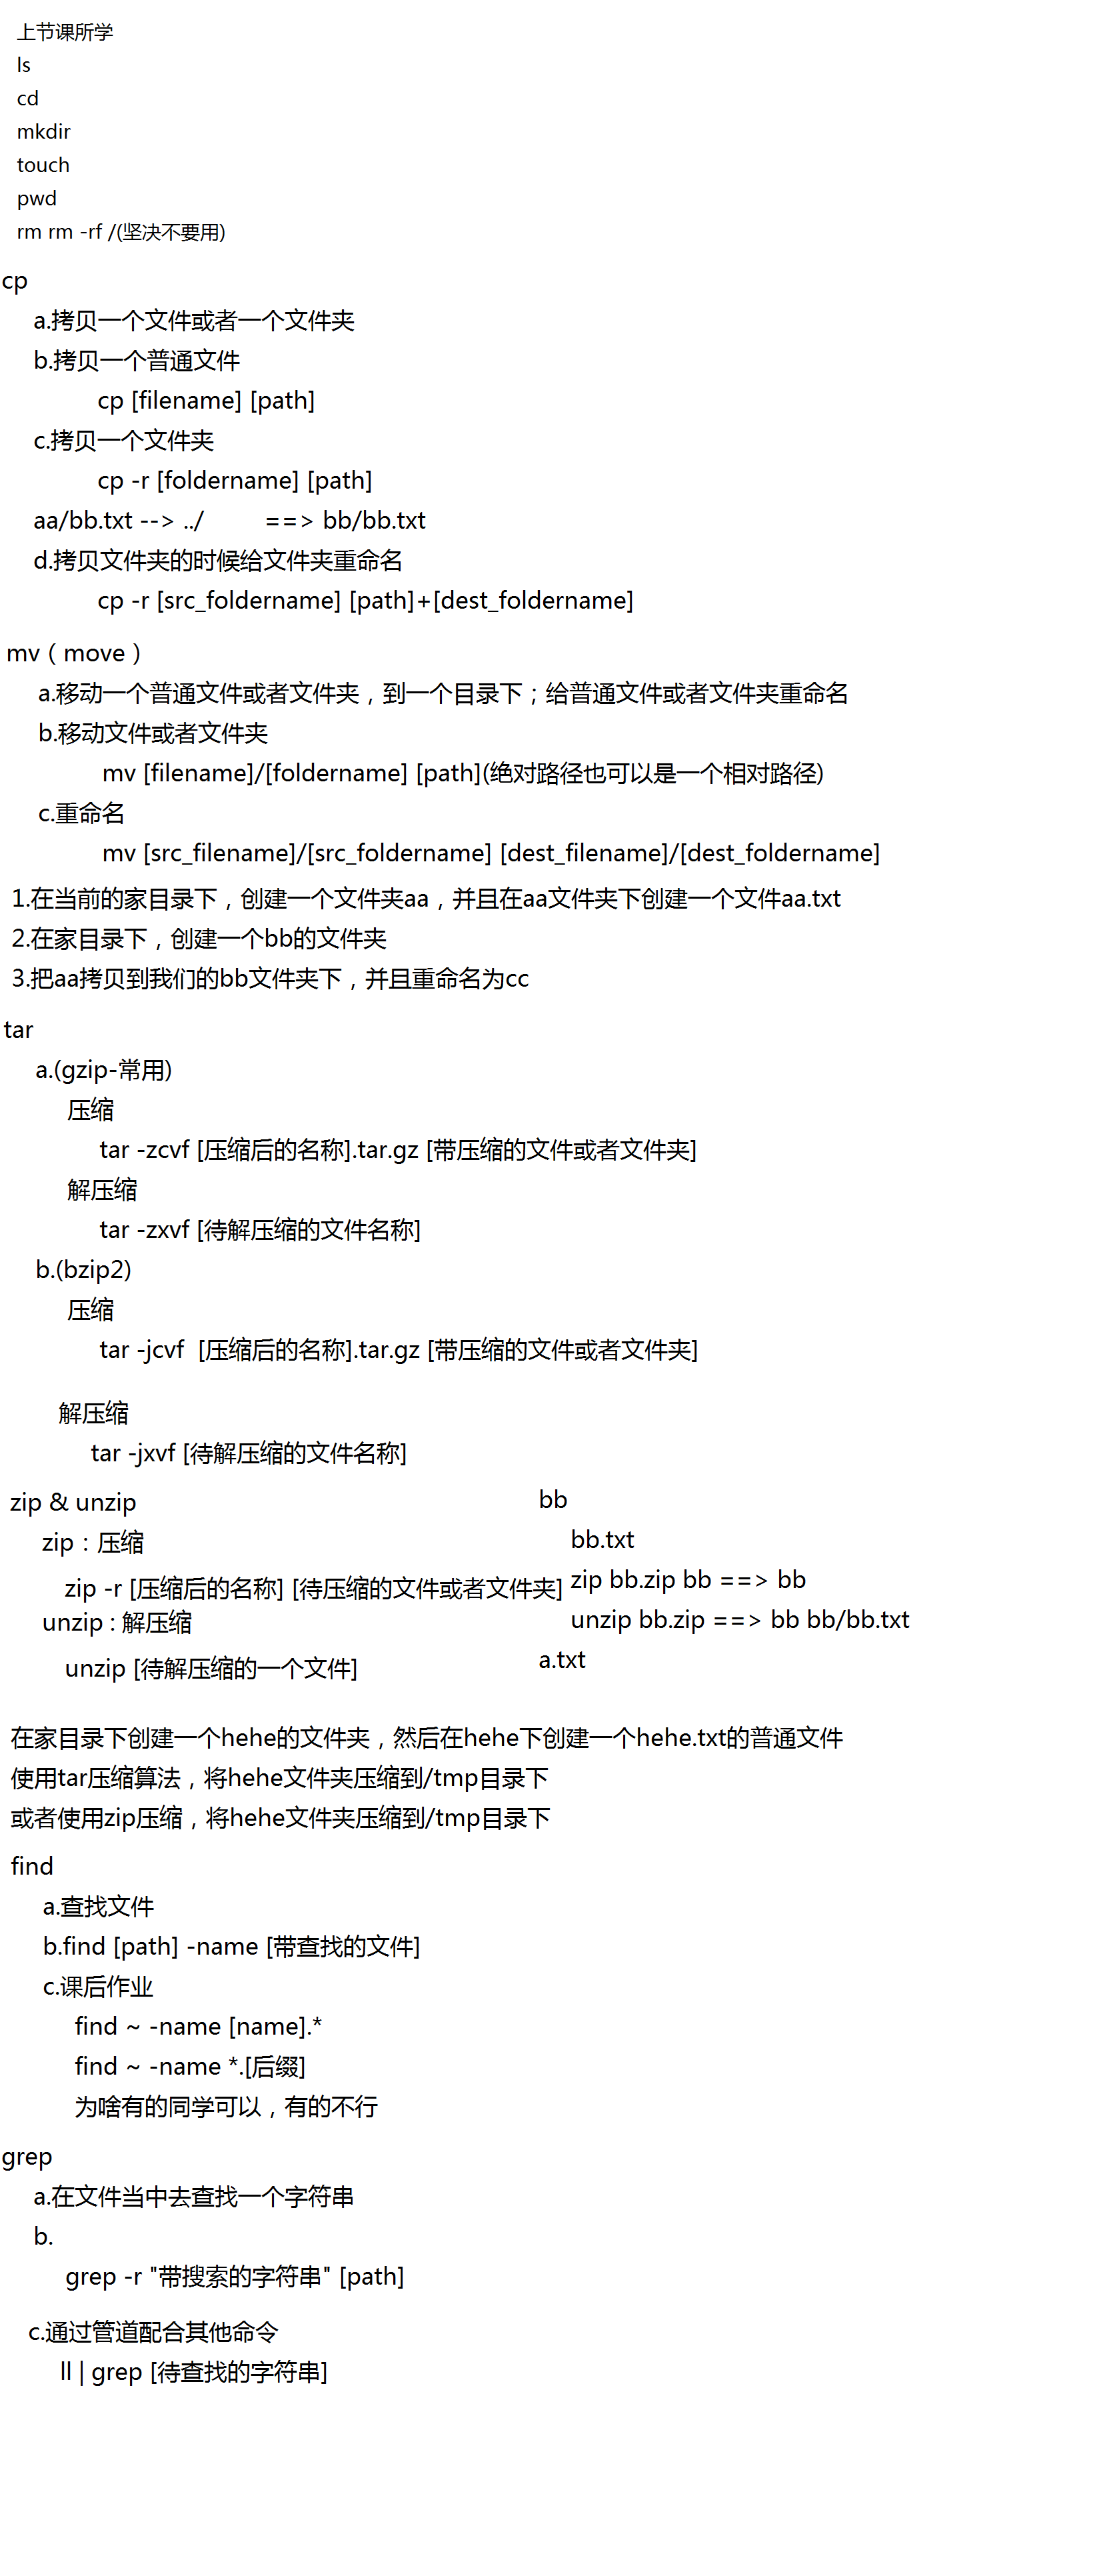 上节课所学
ls
cd
mkdir
touch
pwd
rm rm -rf /(坚决不要用)
cp
a.拷贝一个文件或者一个文件夹
b.拷贝一个普通文件
cp [filename] [path]
c.拷贝一个文件夹
cp -r [foldername] [path]
aa/bb.txt --> ../ ==> bb/bb.txt
d.拷贝文件夹的时候给文件夹重命名
cp -r [src_foldername] [path]+[dest_foldername]
mv（move）
a.移动一个普通文件或者文件夹，到一个目录下；给普通文件或者文件夹重命名
b.移动文件或者文件夹
mv [filename]/[foldername] [path](绝对路径也可以是一个相对路径)
c.重命名
mv [src_filename]/[src_foldername] [dest_filename]/[dest_foldername]
1.在当前的家目录下，创建一个文件夹aa，并且在aa文件夹下创建一个文件aa.txt
2.在家目录下，创建一个bb的文件夹
3.把aa拷贝到我们的bb文件夹下，并且重命名为cc
tar
a.(gzip-常用)
压缩
tar -zcvf [压缩后的名称].tar.gz [带压缩的文件或者文件夹]
解压缩
tar -zxvf [待解压缩的文件名称]
b.(bzip2)
压缩
tar -jcvf  [压缩后的名称].tar.gz [带压缩的文件或者文件夹]
解压缩
tar -jxvf [待解压缩的文件名称]
zip & unzip
zip：压缩
zip -r [压缩后的名称] [待压缩的文件或者文件夹]
unzip : 解压缩
unzip [待解压缩的一个文件]
bb
bb.txt
zip bb.zip bb ==> bb
unzip bb.zip ==> bb bb/bb.txt
a.txt
在家目录下创建一个hehe的文件夹，然后在hehe下创建一个hehe.txt的普通文件
使用tar压缩算法，将hehe文件夹压缩到/tmp目录下
或者使用zip压缩，将hehe文件夹压缩到/tmp目录下
find
a.查找文件
b.find [path] -name [带查找的文件]
c.课后作业
find ~ -name [name].*
find ~ -name *.[后缀]
为啥有的同学可以，有的不行
grep
a.在文件当中去查找一个字符串
b.
grep -r "带搜索的字符串" [path]
c.通过管道配合其他命令
ll | grep [待查找的字符串]